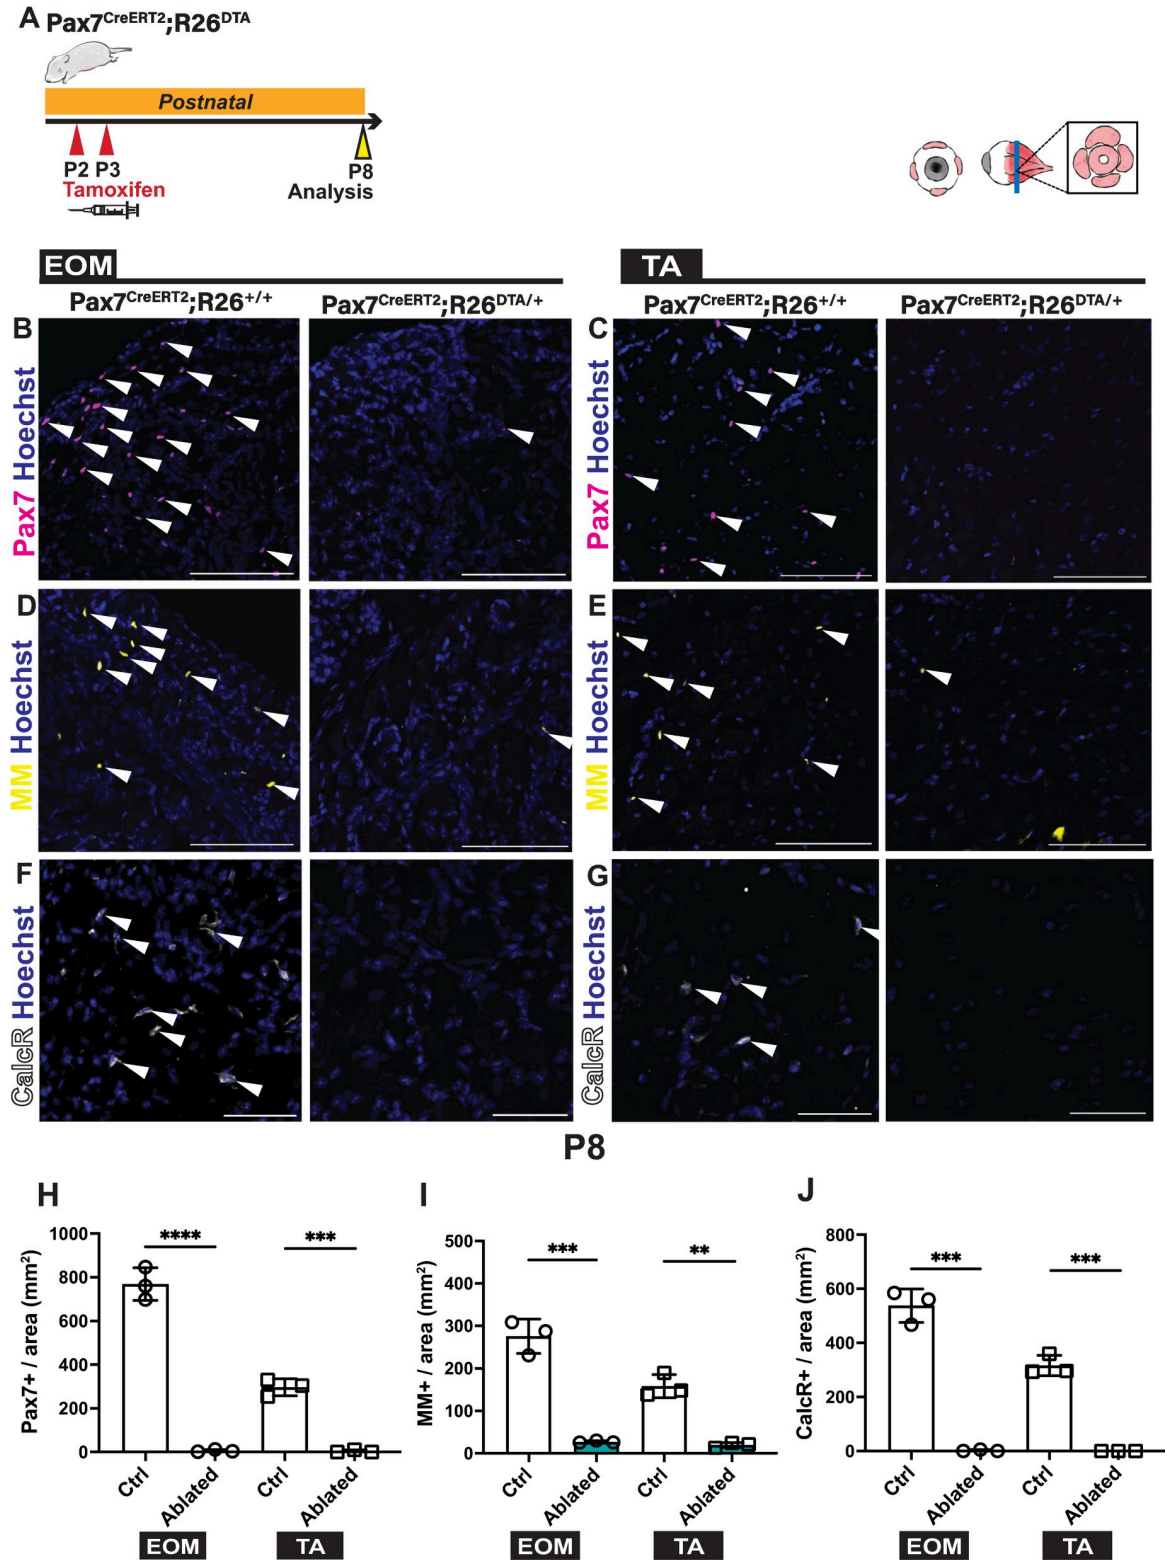 A Pax7CreERT2;R26DTA
Postnatal
P2 P3
P8
Tamoxifen
Analysis
EOM
TA
Pax7CreERT2;R26+/+
Pax7CreERT2;R26DTA/+
Pax7CreERT2;R26+/+
Pax7CreERT2;R26DTA/+
B
C
Pax7 Hoechst
Pax7 Hoechst
D
E
MM Hoechst
MM Hoechst
F
G
CalcR Hoechst
CalcR Hoechst
P8
H
Pax7+ / area (mm2)
1000
800
600
400
200
0
****
***
Ctrl
Ablated
Ctrl
Ablated
EOM
TA
I
MM+ / area (mm2)
500
400
300
200
100
0
***
**
Ctrl
Ablated
Ctrl
Ablated
EOM
TA
J
CalcR+ / area (mm2)
800
600
400
200
0
***
***
Ctrl
Ablated
Ctrl
Ablated
EOM
TA